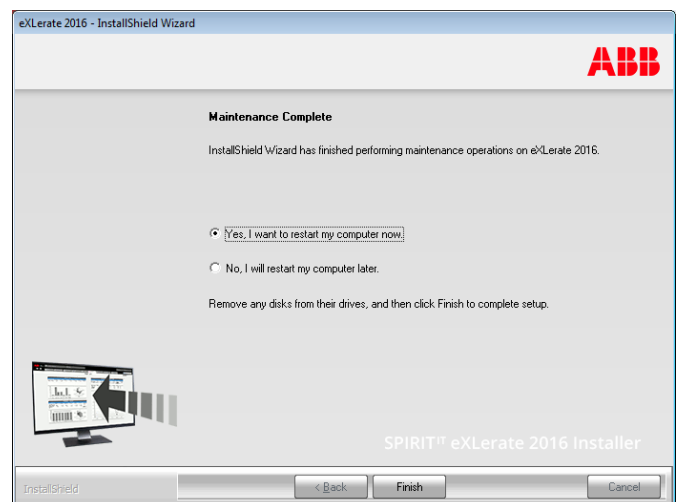 eXLerate 2016 - InstallShield Wizard
ABB
Maintenance Complete
InstallShield Wizard has finished performing maintenance operations on eXLerate 2016.
Yes, I want to restart my computer now.
No, I will restart my computer later.
Remove any disks from their drives, and then click Finish to complete setup.
SPIRITᴵᵀ eXLerate 2016 Installer
InstallShield
< Back
Finish
Cancel